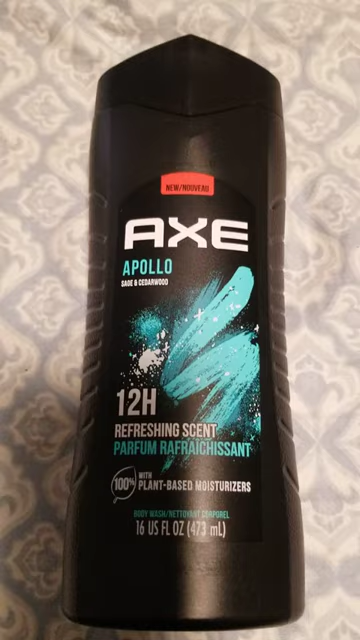 NEW/NOUVEAU
AXE
APOLLO
SAGE & CEDARWOOD
12H
REFRESHING SCENT
PARFUM RAFRAÎCHISSANT
100% WITH
PLANT-BASED MOISTURIZERS
BODY WASH/NETTOYANT CORPOREL
16 US FL OZ (473 mL)